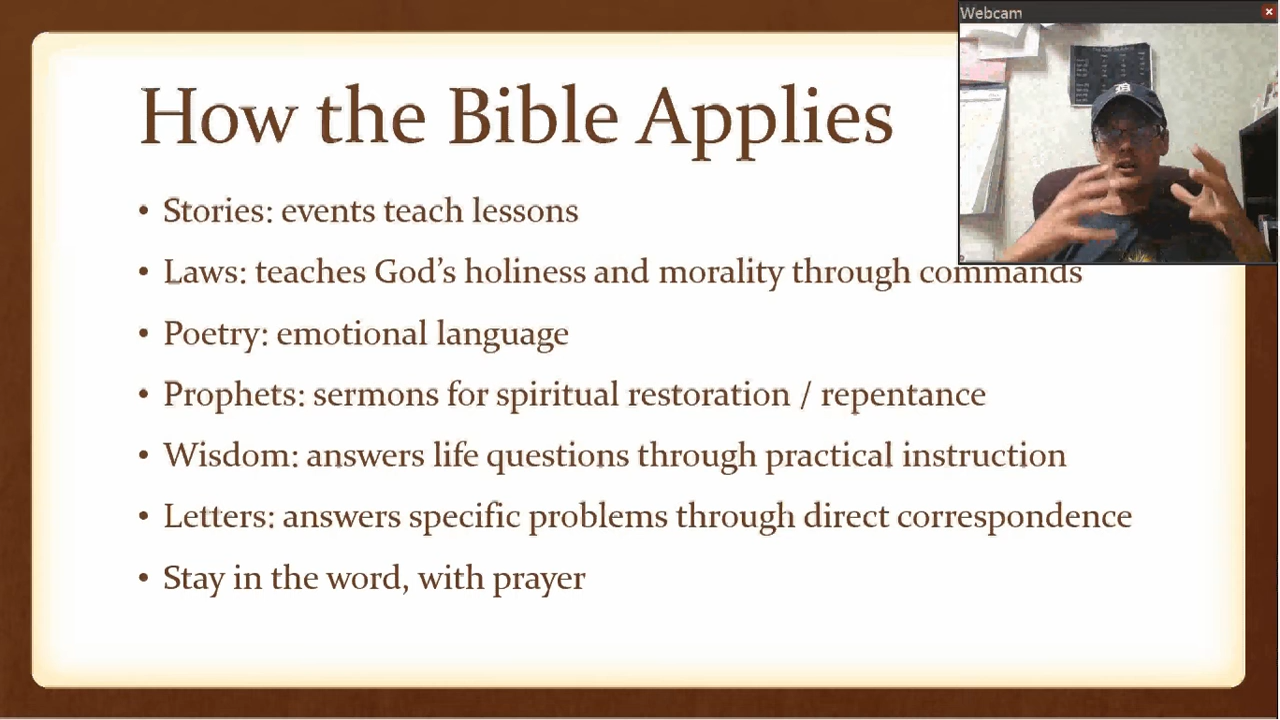 Webcam
How the Bible Applies
• Stories: events teach lessons
• Laws: teaches God's holiness and morality through commands
• Poetry: emotional language
• Prophets: sermons for spiritual restoration / repentance
• Wisdom: answers life questions through practical instruction
• Letters: answers specific problems through direct correspondence
• Stay in the word, with prayer